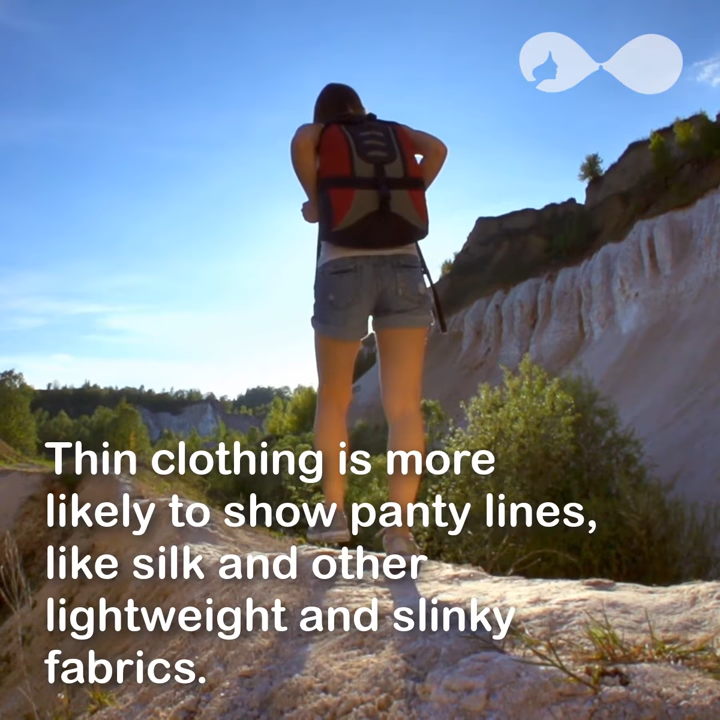 Thin clothing is more
likely to show panty lines,
like silk and other
lightweight and slinky
fabrics.